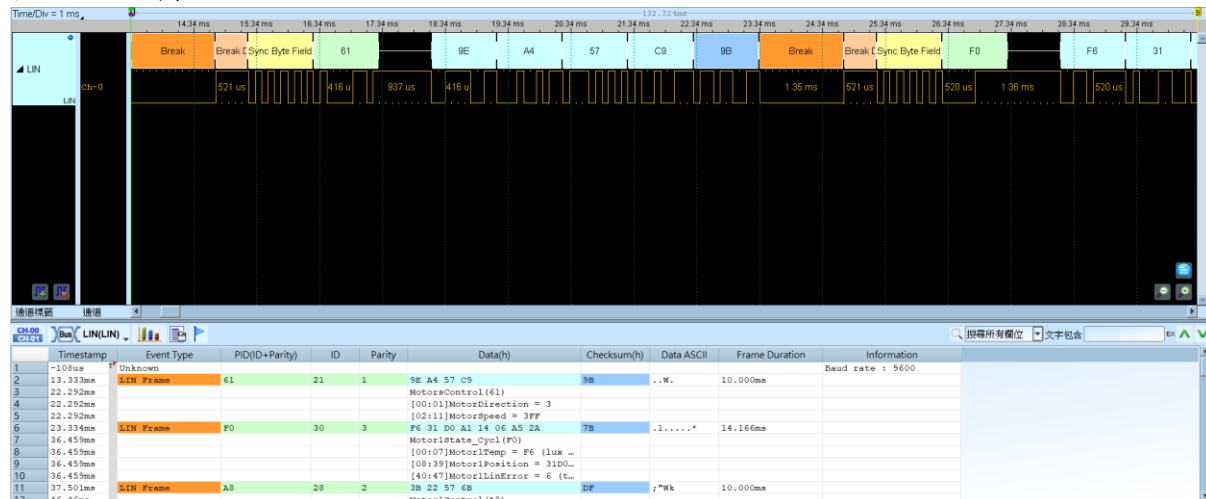 Time/Div = 1 ms
132.324ms
14.34 ms 15.34 ms 16.34 ms 17.34 ms 18.34 ms 19.34 ms 20.34 ms 21.34 ms 22.34 ms 23.34 ms 24.34 ms 25.34 ms 26.34 ms 27.34 ms 28.34 ms 29.34 ms
LIN
Break Break D Sync Byte Field 61 9E A4 57 C9 9B Break Break D Sync Byte Field F0 F6 31
Ch-0 521 us 416 u 937 us 416 u 1.35 ms 521 us 520 us 1.36 ms 520 us
LIN
通道標籤 通道
CH-00
CH-01 Bus LIN(LIN) 搜尋所有欄位 文字包含 EX
Timestamp Event Type PID(ID+Parity) ID Parity Data(h) Checksum(h) Data ASCII Frame Duration Information
1 -108us Unknown Baud rate : 9600
2 13.333ms LIN Frame 61 21 1 9E A4 57 C9 9B ..W. 10.000ms
3 22.292ms MotorsControl(61)
4 22.292ms [00:01]MotorDirection = 3
5 22.292ms [02:11]MotorSpeed = 3FF
6 23.334ms LIN Frame F0 30 3 F6 31 D0 A1 14 06 A5 2A 7B .1.....* 14.166ms
7 36.459ms Motor1State_Cycl(F0)
8 36.459ms [00:07]Motor1Temp = F6 (lux ...
9 36.459ms [08:39]Motor1Position = 31D0...
10 36.459ms [40:47]Motor1LinError = 6 (t...
11 37.501ms LIN Frame A8 28 2 3B 22 57 6B DF ;"Wk 10.000ms